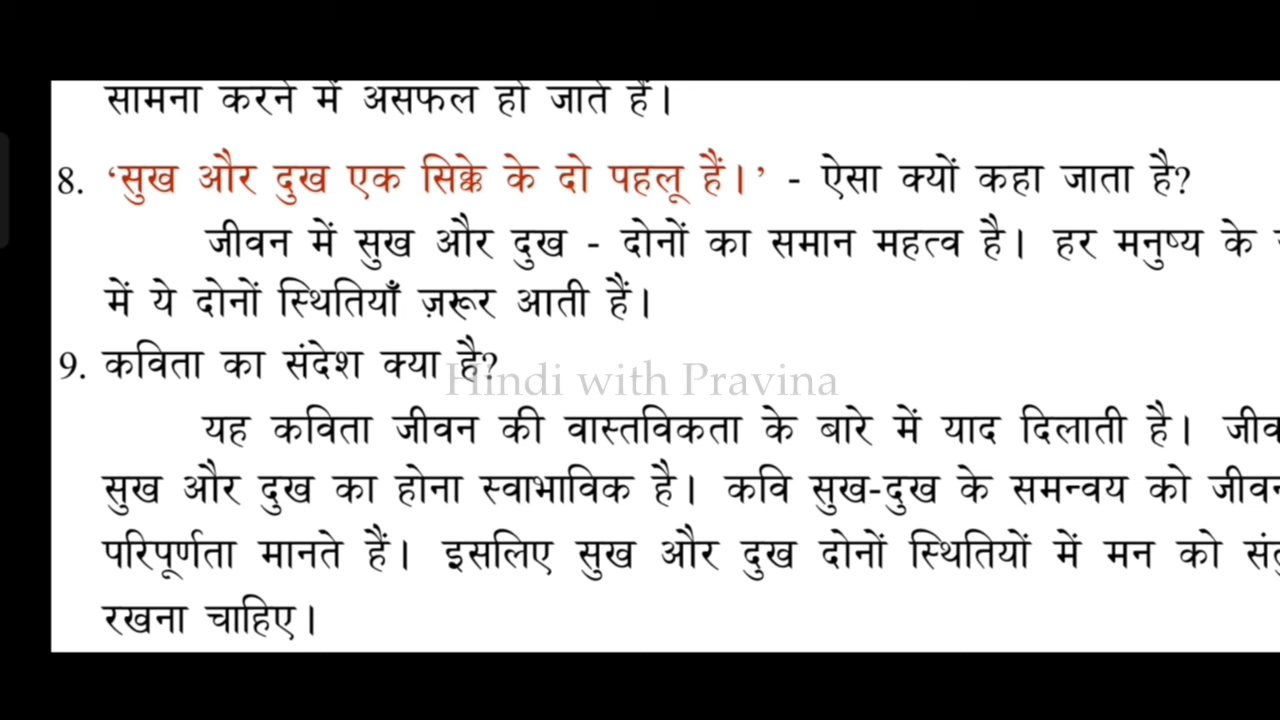 सामना करने में असफल हो जाते हैं।
8. ‘सुख और दुख एक सिक्के के दो पहलू हैं।’ - ऐसा क्यों कहा जाता है?
जीवन में सुख और दुख - दोनों का समान महत्व है। हर मनुष्य के
में ये दोनों स्थितियाँ ज़रूर आती हैं।
9. कविता का संदेश क्या है?
Hindi with Pravina
यह कविता जीवन की वास्तविकता के बारे में याद दिलाती है।
सुख और दुख का होना स्वाभाविक है। कवि सुख-दुख के समन्वय को जीवन
परिपूर्णता मानते हैं। इसलिए सुख और दुख दोनों स्थितियों में मन को
रखना चाहिए।